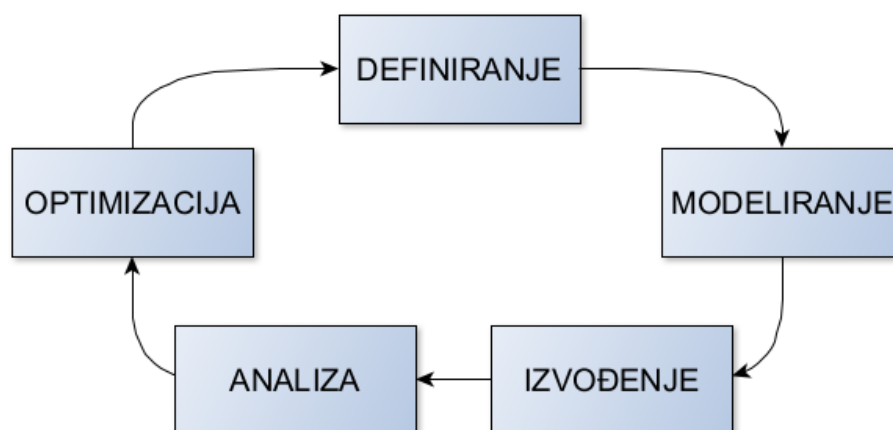 DEFINIRANJE
MODELIRANJE
IZVOĐENJE
ANALIZA
OPTIMIZACIJA